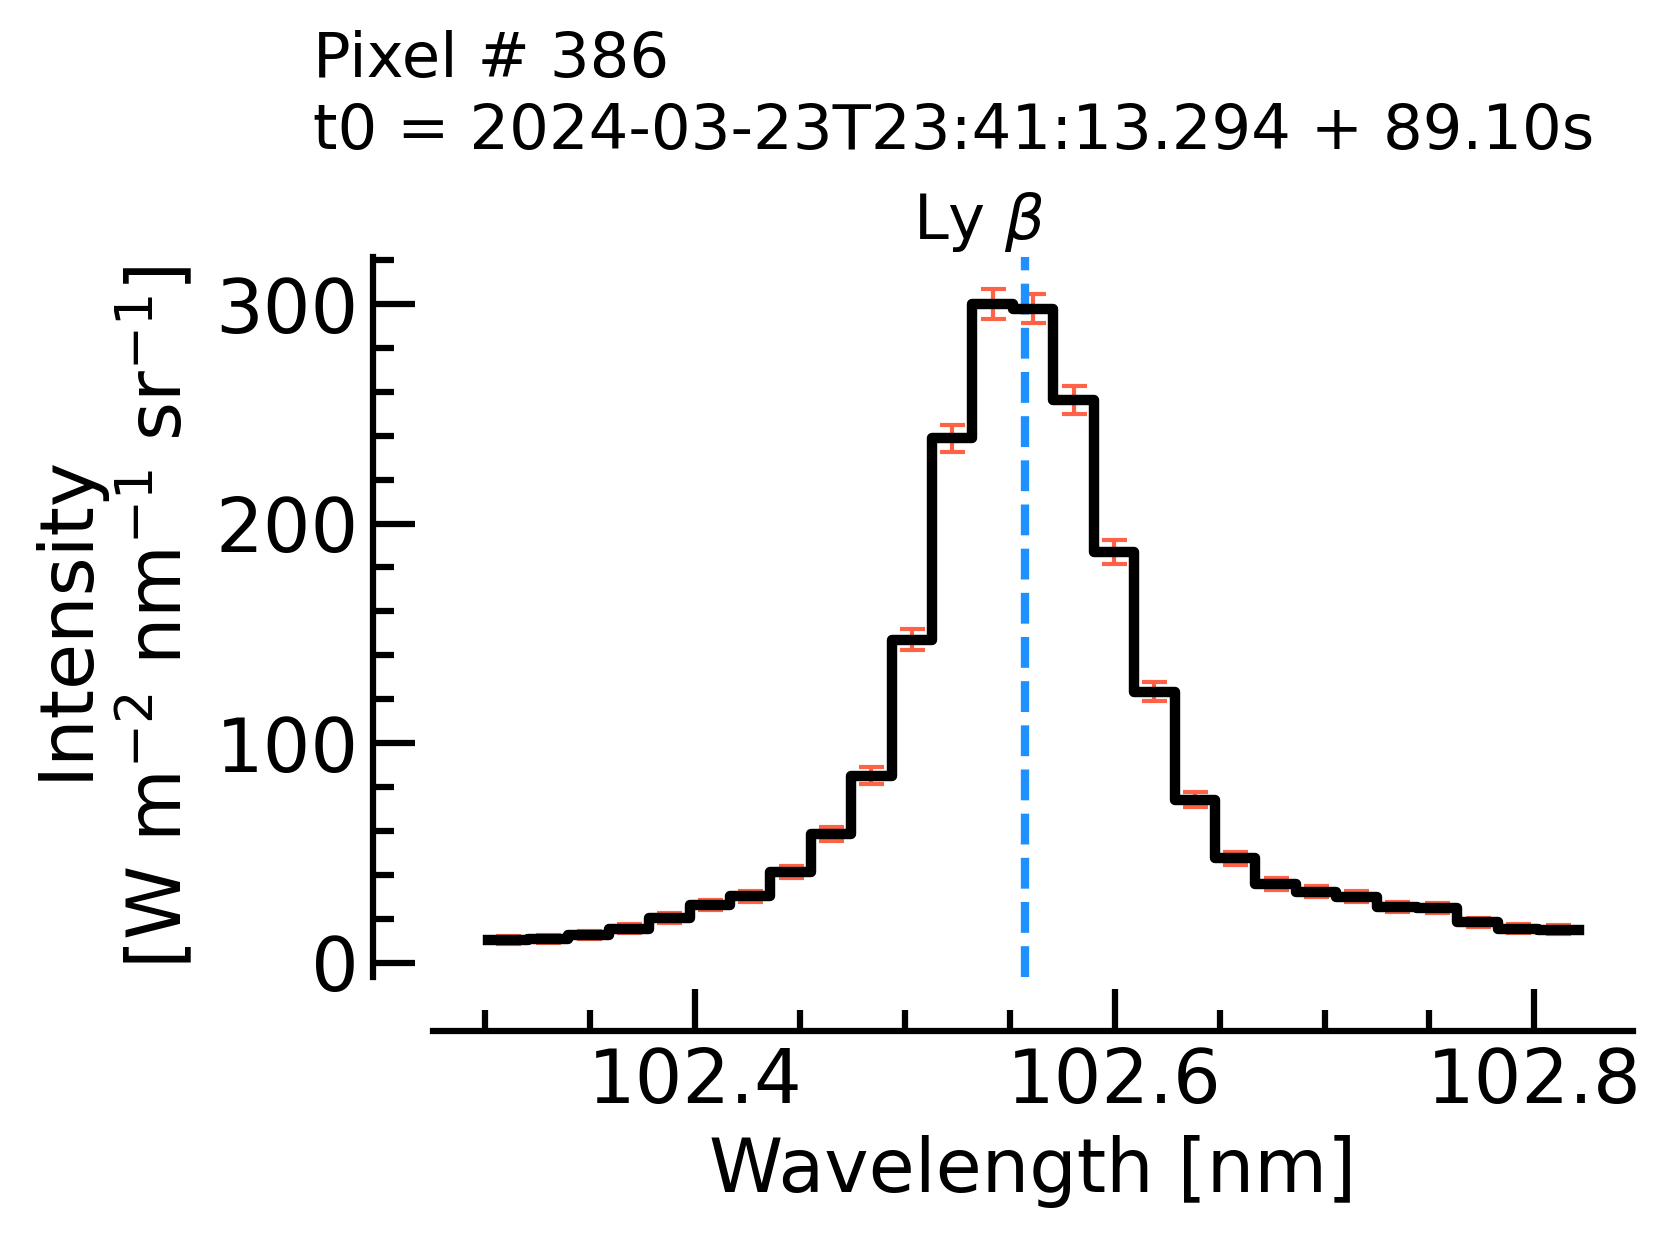 Pixel # 386
t0 = 2024-03-23T23:41:13.294 + 89.10s
Ly β
Intensity
[W m⁻² nm⁻¹ sr⁻¹]
300
200
100
0
102.4 102.6 102.8
Wavelength [nm]